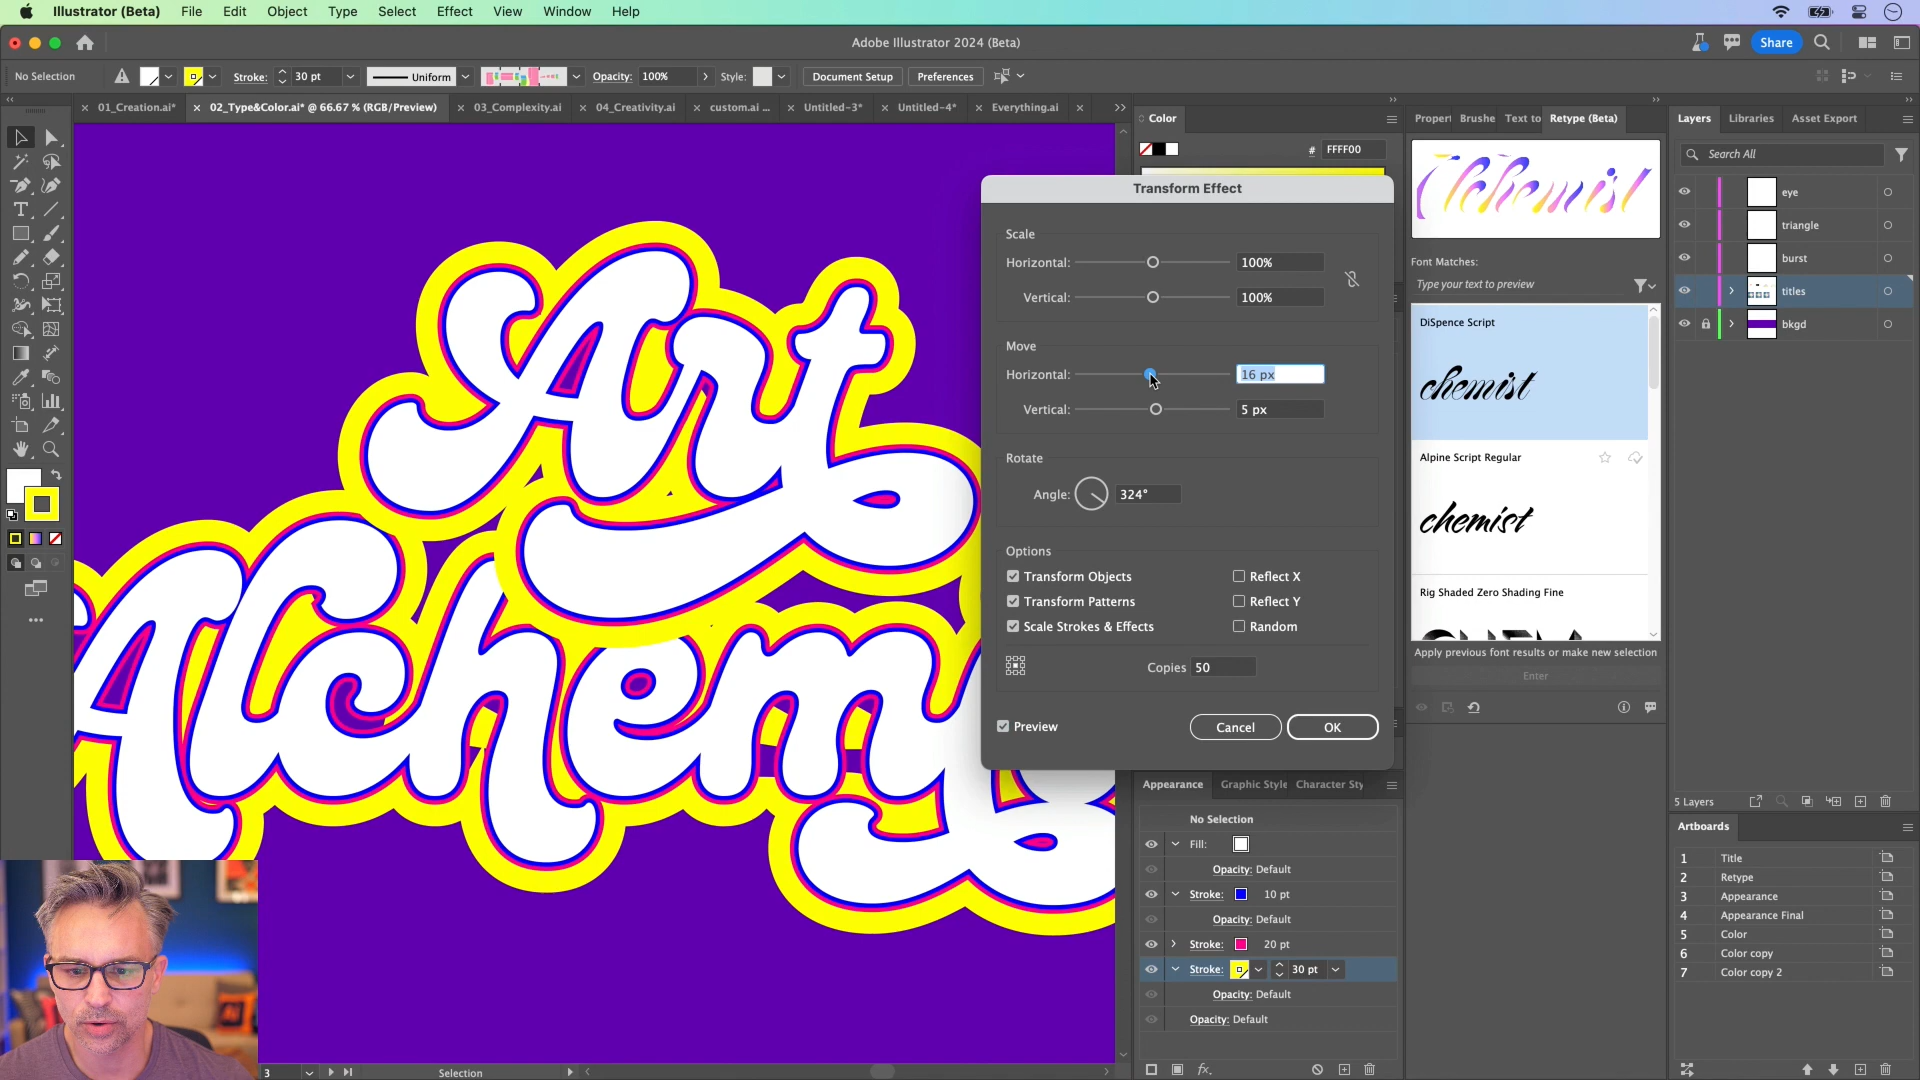 Illustrator (Beta) File Edit Object Type Select Effect View Window Help
Adobe Illustrator 2024 (Beta)
Share
No Selection Stroke: 30 pt Uniform Opacity: 100% Style: Document Setup Preferences
01_Creation.ai* 02_Type&Color.ai* @ 66.67 % (RGB/Preview) 03_Complexity.ai 04_Creativity.ai custom.ai ... Untitled-3* Untitled-4* Everything.ai
Art
Alchemy
Color
# FFFF00
Transform Effect
Scale
Horizontal: 100%
Vertical: 100%
Move
Horizontal: 16 px
Vertical: 5 px
Rotate
Angle: 324°
Options
Transform Objects Reflect X
Transform Patterns Reflect Y
Scale Strokes & Effects Random
Copies 50
Preview Cancel OK
Appearance Graphic Style Character Sty
No Selection
Fill:
Opacity: Default
Stroke: 10 pt
Opacity: Default
Stroke: 20 pt
Stroke: 30 pt
Opacity: Default
Opacity: Default
Propert Brushe Text to Retype (Beta)
Alchemist
Font Matches:
Type your text to preview
DiSpence Script
chemist
Alpine Script Regular
chemist
Rig Shaded Zero Shading Fine
Apply previous font results or make new selection
Enter
Layers Libraries Asset Export
Search All
eye
triangle
burst
titles
bkgd
5 Layers
Artboards
1 Title
2 Retype
3 Appearance
4 Appearance Final
5 Color
6 Color copy
7 Color copy 2
3 Selection